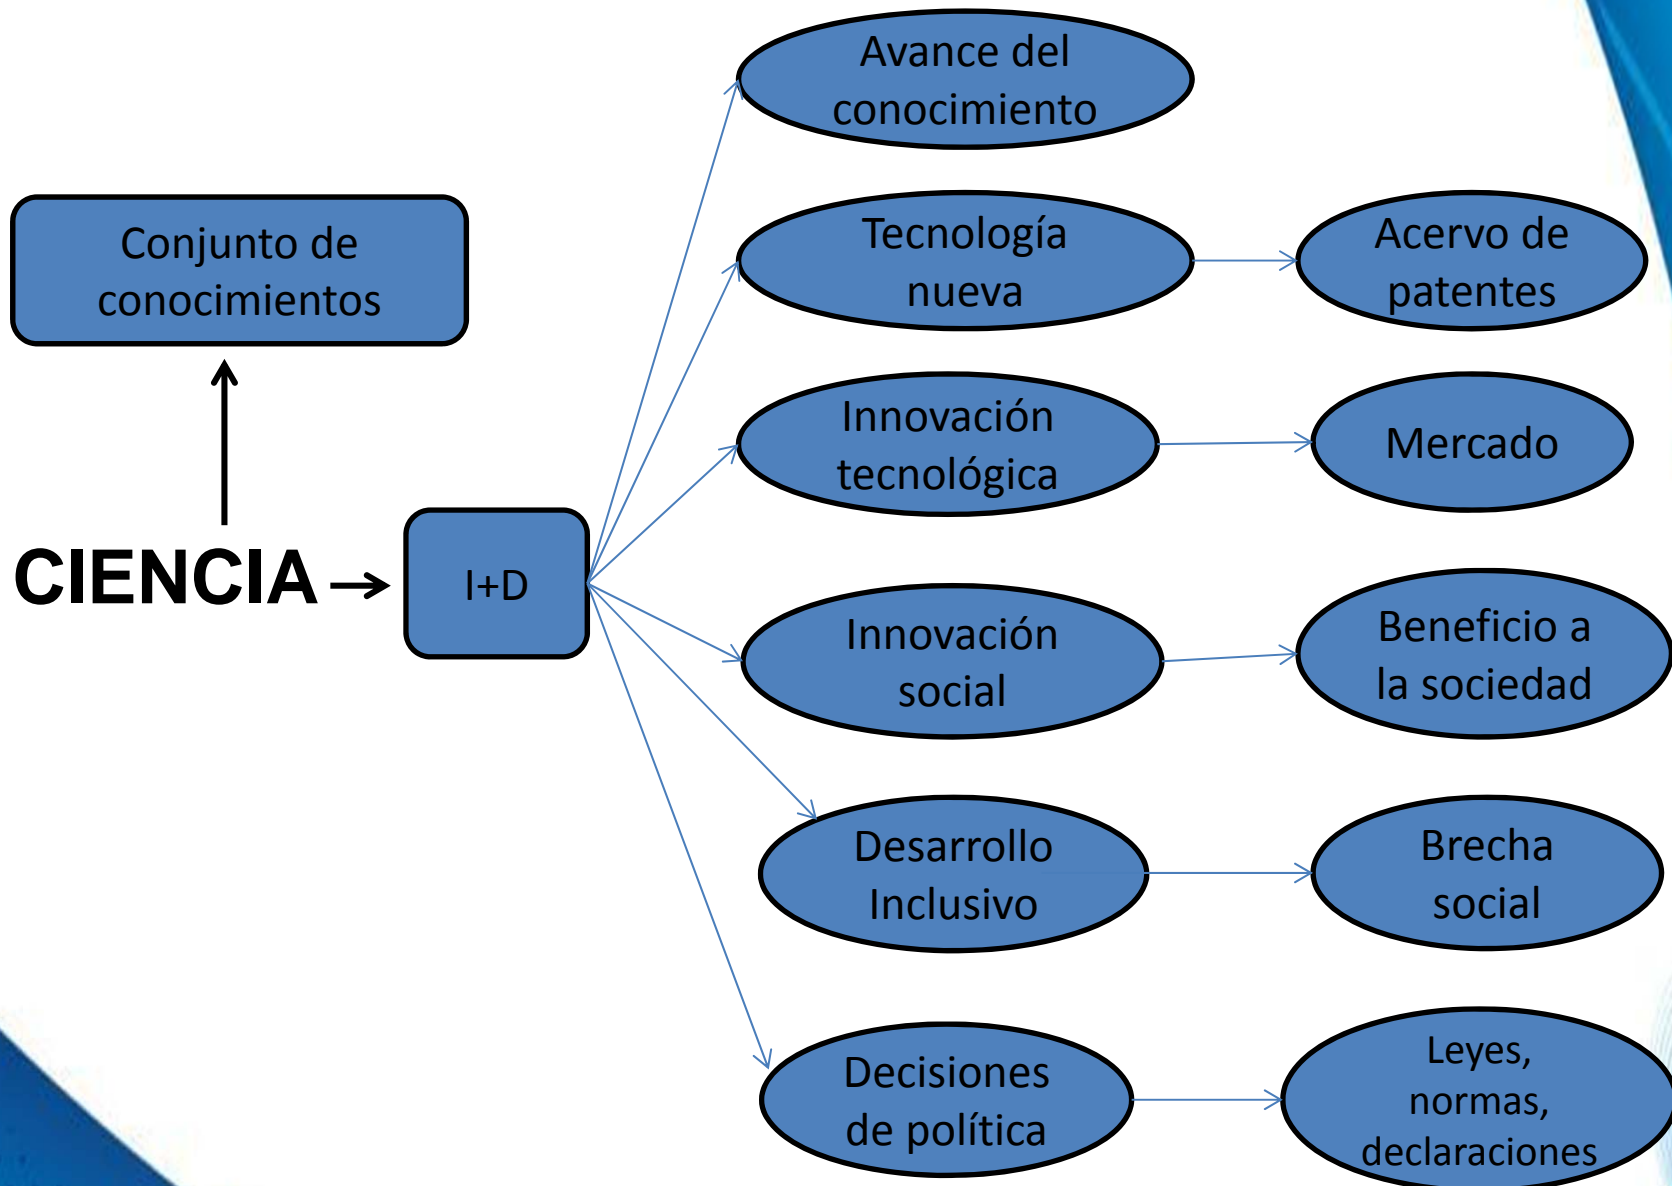 Avance del
conocimiento
Conjunto de
conocimientos
Tecnología
nueva
Acervo de
patentes
Innovación
tecnológica
Mercado
CIENCIA
I+D
Innovación
social
Beneficio a
la sociedad
Desarrollo
Inclusivo
Brecha
social
Decisiones
de política
Leyes,
normas,
declaraciones